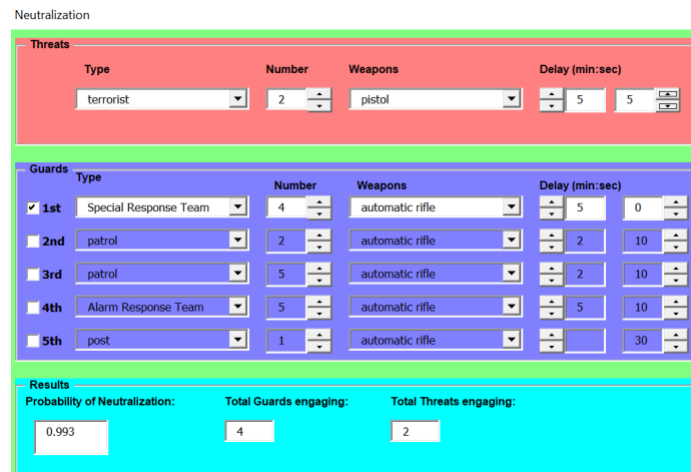 Neutralization
Threats
Type Number Weapons Delay (min:sec)
terrorist 2 pistol 5 5
Guards
Type Number Weapons Delay (min:sec)
1st Special Response Team 4 automatic rifle 5 0
2nd patrol 2 automatic rifle 2 10
3rd patrol 5 automatic rifle 2 10
4th Alarm Response Team 5 automatic rifle 5 10
5th post 1 automatic rifle 30
Results
Probability of Neutralization: Total Guards engaging: Total Threats engaging:
0.993 4 2